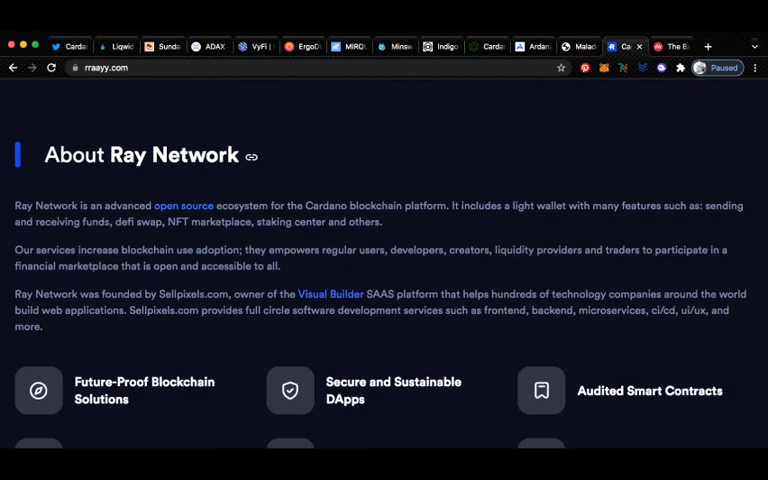 Cardar Liqwid Sunda ADAX VyFi | ErgoD MIRQU Minsw Indigo Cardar Ardan Malad Ca The B
rraayy.com Paused
About Ray Network
Ray Network is an advanced open source ecosystem for the Cardano blockchain platform. It includes a light wallet with many features such as: sending
and receiving funds, defi swap, NFT marketplace, staking center and others.
Our services increase blockchain use adoption; they empowers regular users, developers, creators, liquidity providers and traders to participate in a
financial marketplace that is open and accessible to all.
Ray Network was founded by Sellpixels.com, owner of the Visual Builder SAAS platform that helps hundreds of technology companies around the world
build web applications. Sellpixels.com provides full circle software development services such as frontend, backend, microservices, ci/cd, ui/ux, and
more.
Future-Proof Blockchain
Solutions
Secure and Sustainable
DApps
Audited Smart Contracts